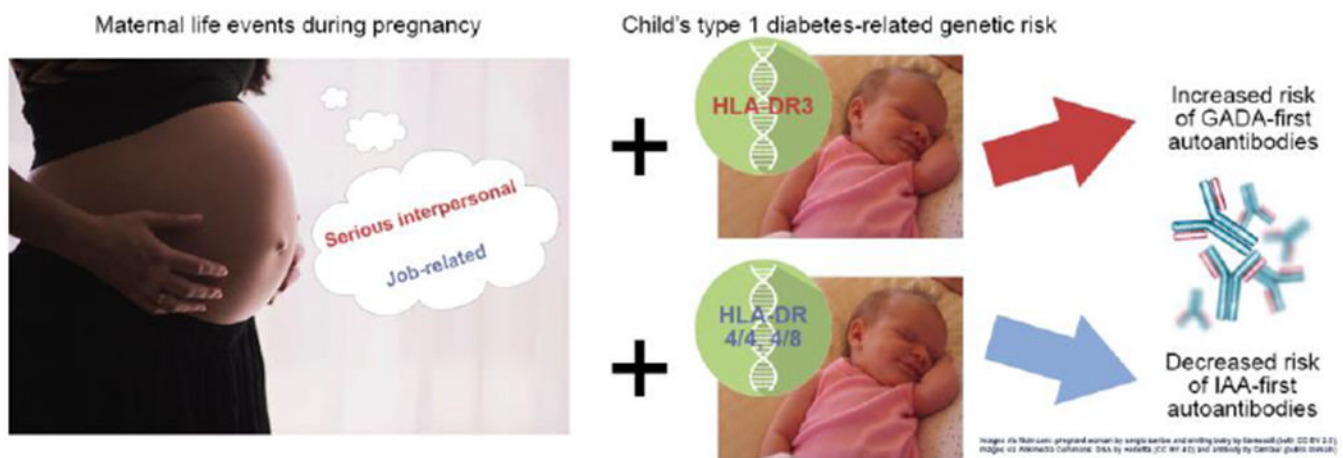 Maternal life events during pregnancy
Child's type 1 diabetes-related genetic risk
Serious interpersonal
Job-related
HLA-DR3
HLA-DR
4/4, 4/8
Increased risk
of GADA-first
autoantibodies
Decreased risk
of IAA-first
autoantibodies